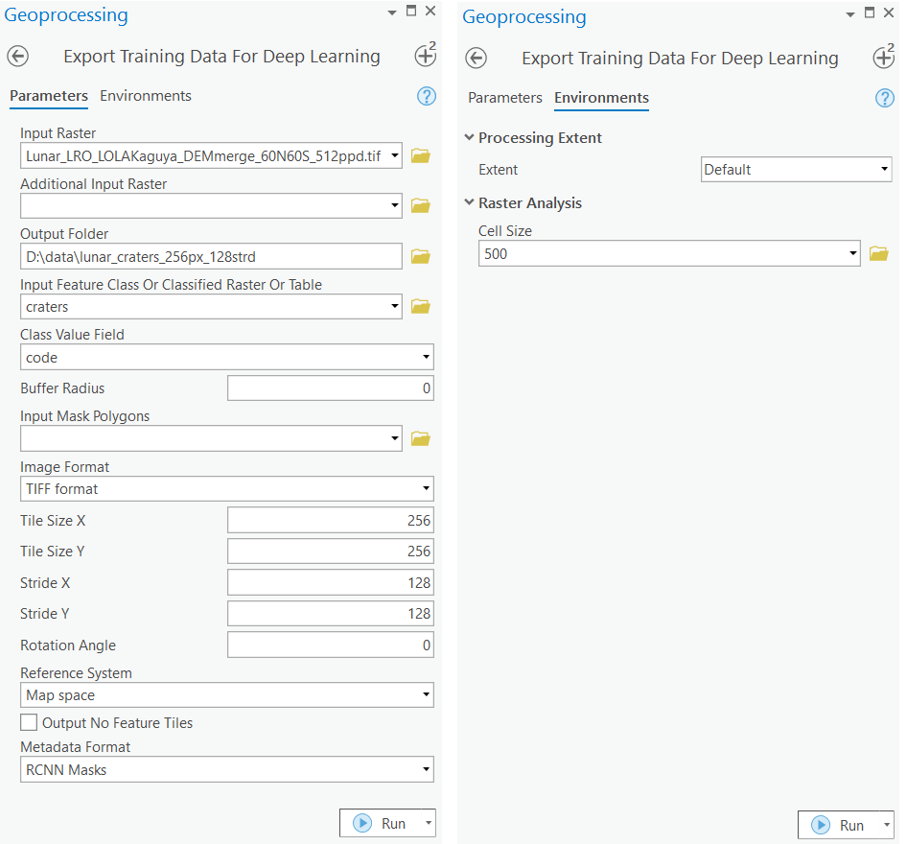 Geoprocessing
Export Training Data For Deep Learning
2
Parameters Environments
?
Input Raster
Lunar_LRO_LOLAKaguya_DEMmerge_60N60S_512ppd.tif
Additional Input Raster
Output Folder
D:\data\lunar_craters_256px_128strd
Input Feature Class Or Classified Raster Or Table
craters
Class Value Field
code
Buffer Radius 0
Input Mask Polygons
Image Format
TIFF format
Tile Size X 256
Tile Size Y 256
Stride X 128
Stride Y 128
Rotation Angle 0
Reference System
Map space
Output No Feature Tiles
Metadata Format
RCNN Masks
Run
Geoprocessing
Export Training Data For Deep Learning
2
Parameters Environments
?
Processing Extent
Extent Default
Raster Analysis
Cell Size
500
Run